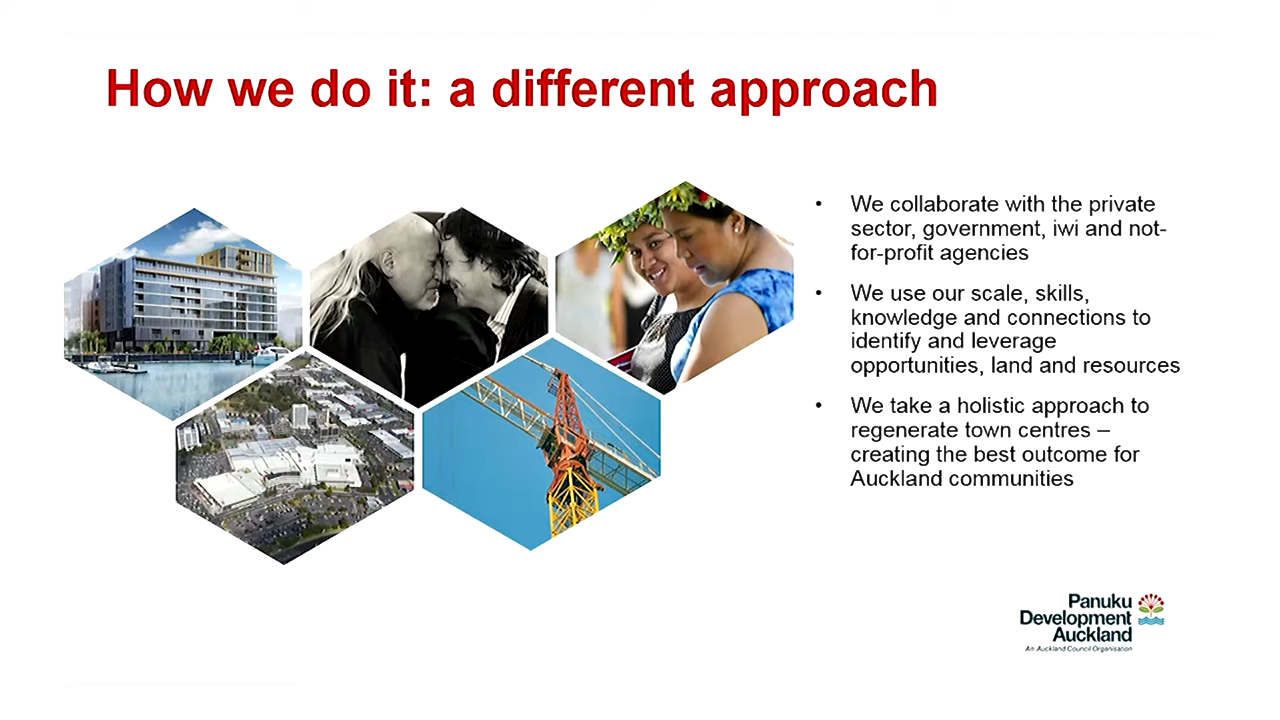 How we do it: a different approach
• We collaborate with the private
sector, government, iwi and not-
for-profit agencies
• We use our scale, skills,
knowledge and connections to
identify and leverage
opportunities, land and resources
• We take a holistic approach to
regenerate town centres –
creating the best outcome for
Auckland communities
Panuku
Development
Auckland
An Auckland Council Organisation